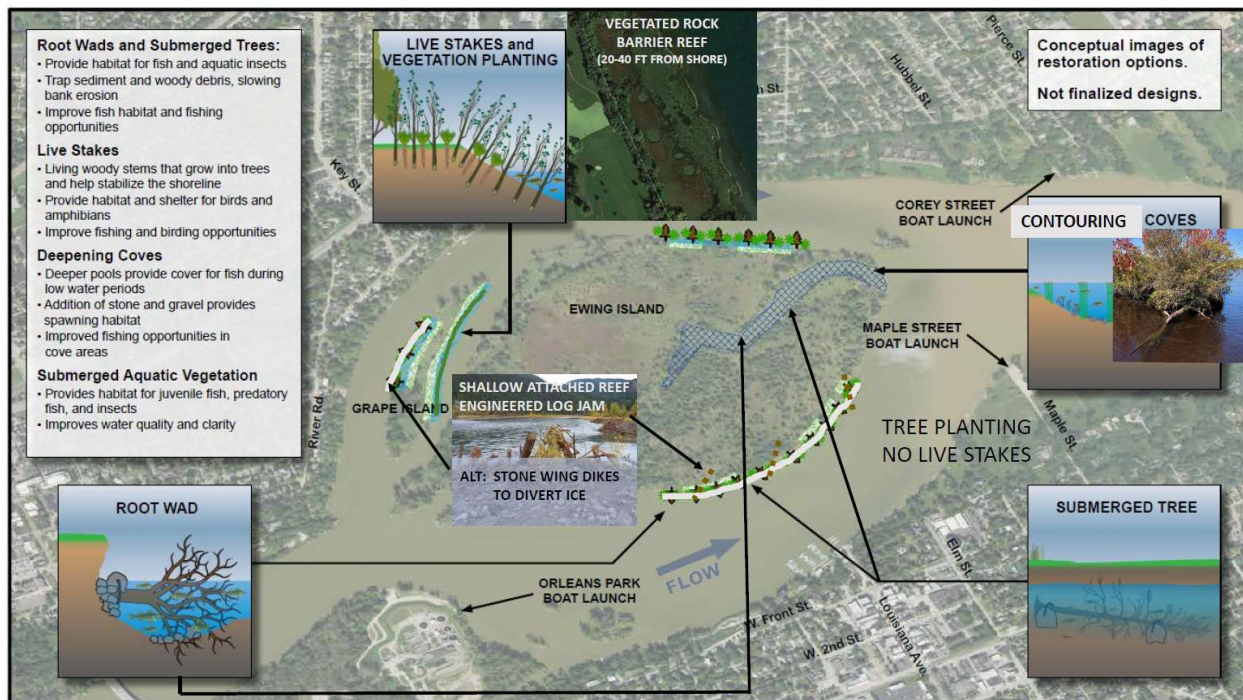 Root Wads and Submerged Trees:
• Provide habitat for fish and aquatic insects
• Trap sediment and woody debris, slowing
bank erosion
• Improve fish habitat and fishing
opportunities
Live Stakes
• Living woody stems that grow into trees
and help stabilize the shoreline
• Provide habitat and shelter for birds and
amphibians
• Improve fishing and birding opportunities
Deepening Coves
• Deeper pools provide cover for fish during
low water periods
• Addition of stone and gravel provides
spawning habitat
• Improved fishing opportunities in
cove areas
Submerged Aquatic Vegetation
• Provides habitat for juvenile fish, predatory
fish, and insects
• Improves water quality and clarity
LIVE STAKES and
VEGETATION PLANTING
VEGETATED ROCK
BARRIER REEF
(20-40 FT FROM SHORE)
Conceptual images of
restoration options.
Not finalized designs.
Pierce St.
Hubbel St.
St.
Key St.
River Rd.
COREY STREET
BOAT LAUNCH
CONTOURING
COVES
EWING ISLAND
MAPLE STREET
BOAT LAUNCH
Maple St.
GRAPE ISLAND
SHALLOW ATTACHED REEF
ENGINEERED LOG JAM
ALT: STONE WING DIKES
TO DIVERT ICE
TREE PLANTING
NO LIVE STAKES
ROOT WAD
SUBMERGED TREE
FLOW
Elm St.
ORLEANS PARK
BOAT LAUNCH
W. Front St.
W. 2nd St.
Louisiana Ave.